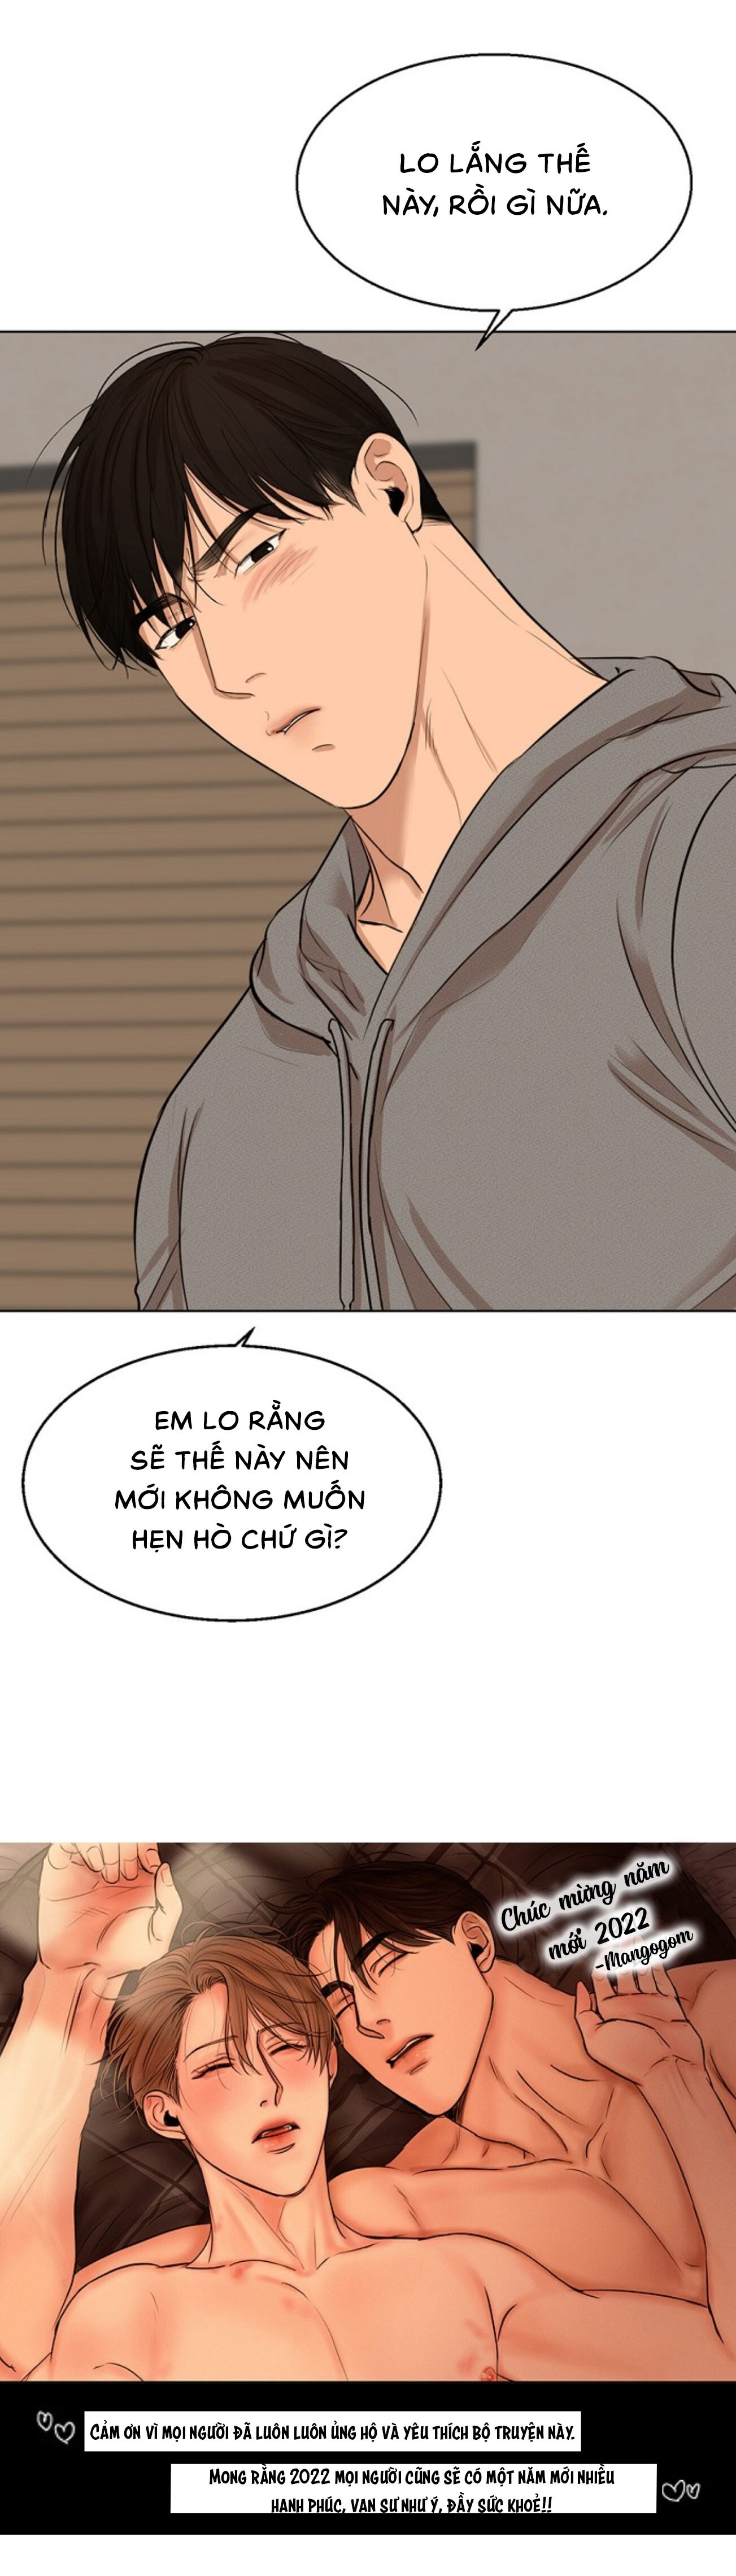 LO LẮNG THẾ
NÀY, RỒI GÌ NỮA.
EM LO RẰNG
SẼ THẾ NÀY NÊN
MỚI KHÔNG MUỐN
HẸN HÒ CHỨ GÌ?
Chúc mừng năm
mới 2022
-Mangogom
CẢM ƠN VÌ MỌI NGƯỜI ĐÃ LUÔN LUÔN ỦNG HỘ VÀ YÊU THÍCH BỘ TRUYỆN NÀY.
MONG RẰNG 2022 MỌI NGƯỜI CŨNG SẼ CÓ MỘT NĂM MỚI NHIỀU
HẠNH PHÚC, VẠN SỰ NHƯ Ý, ĐẦY SỨC KHOẺ!!